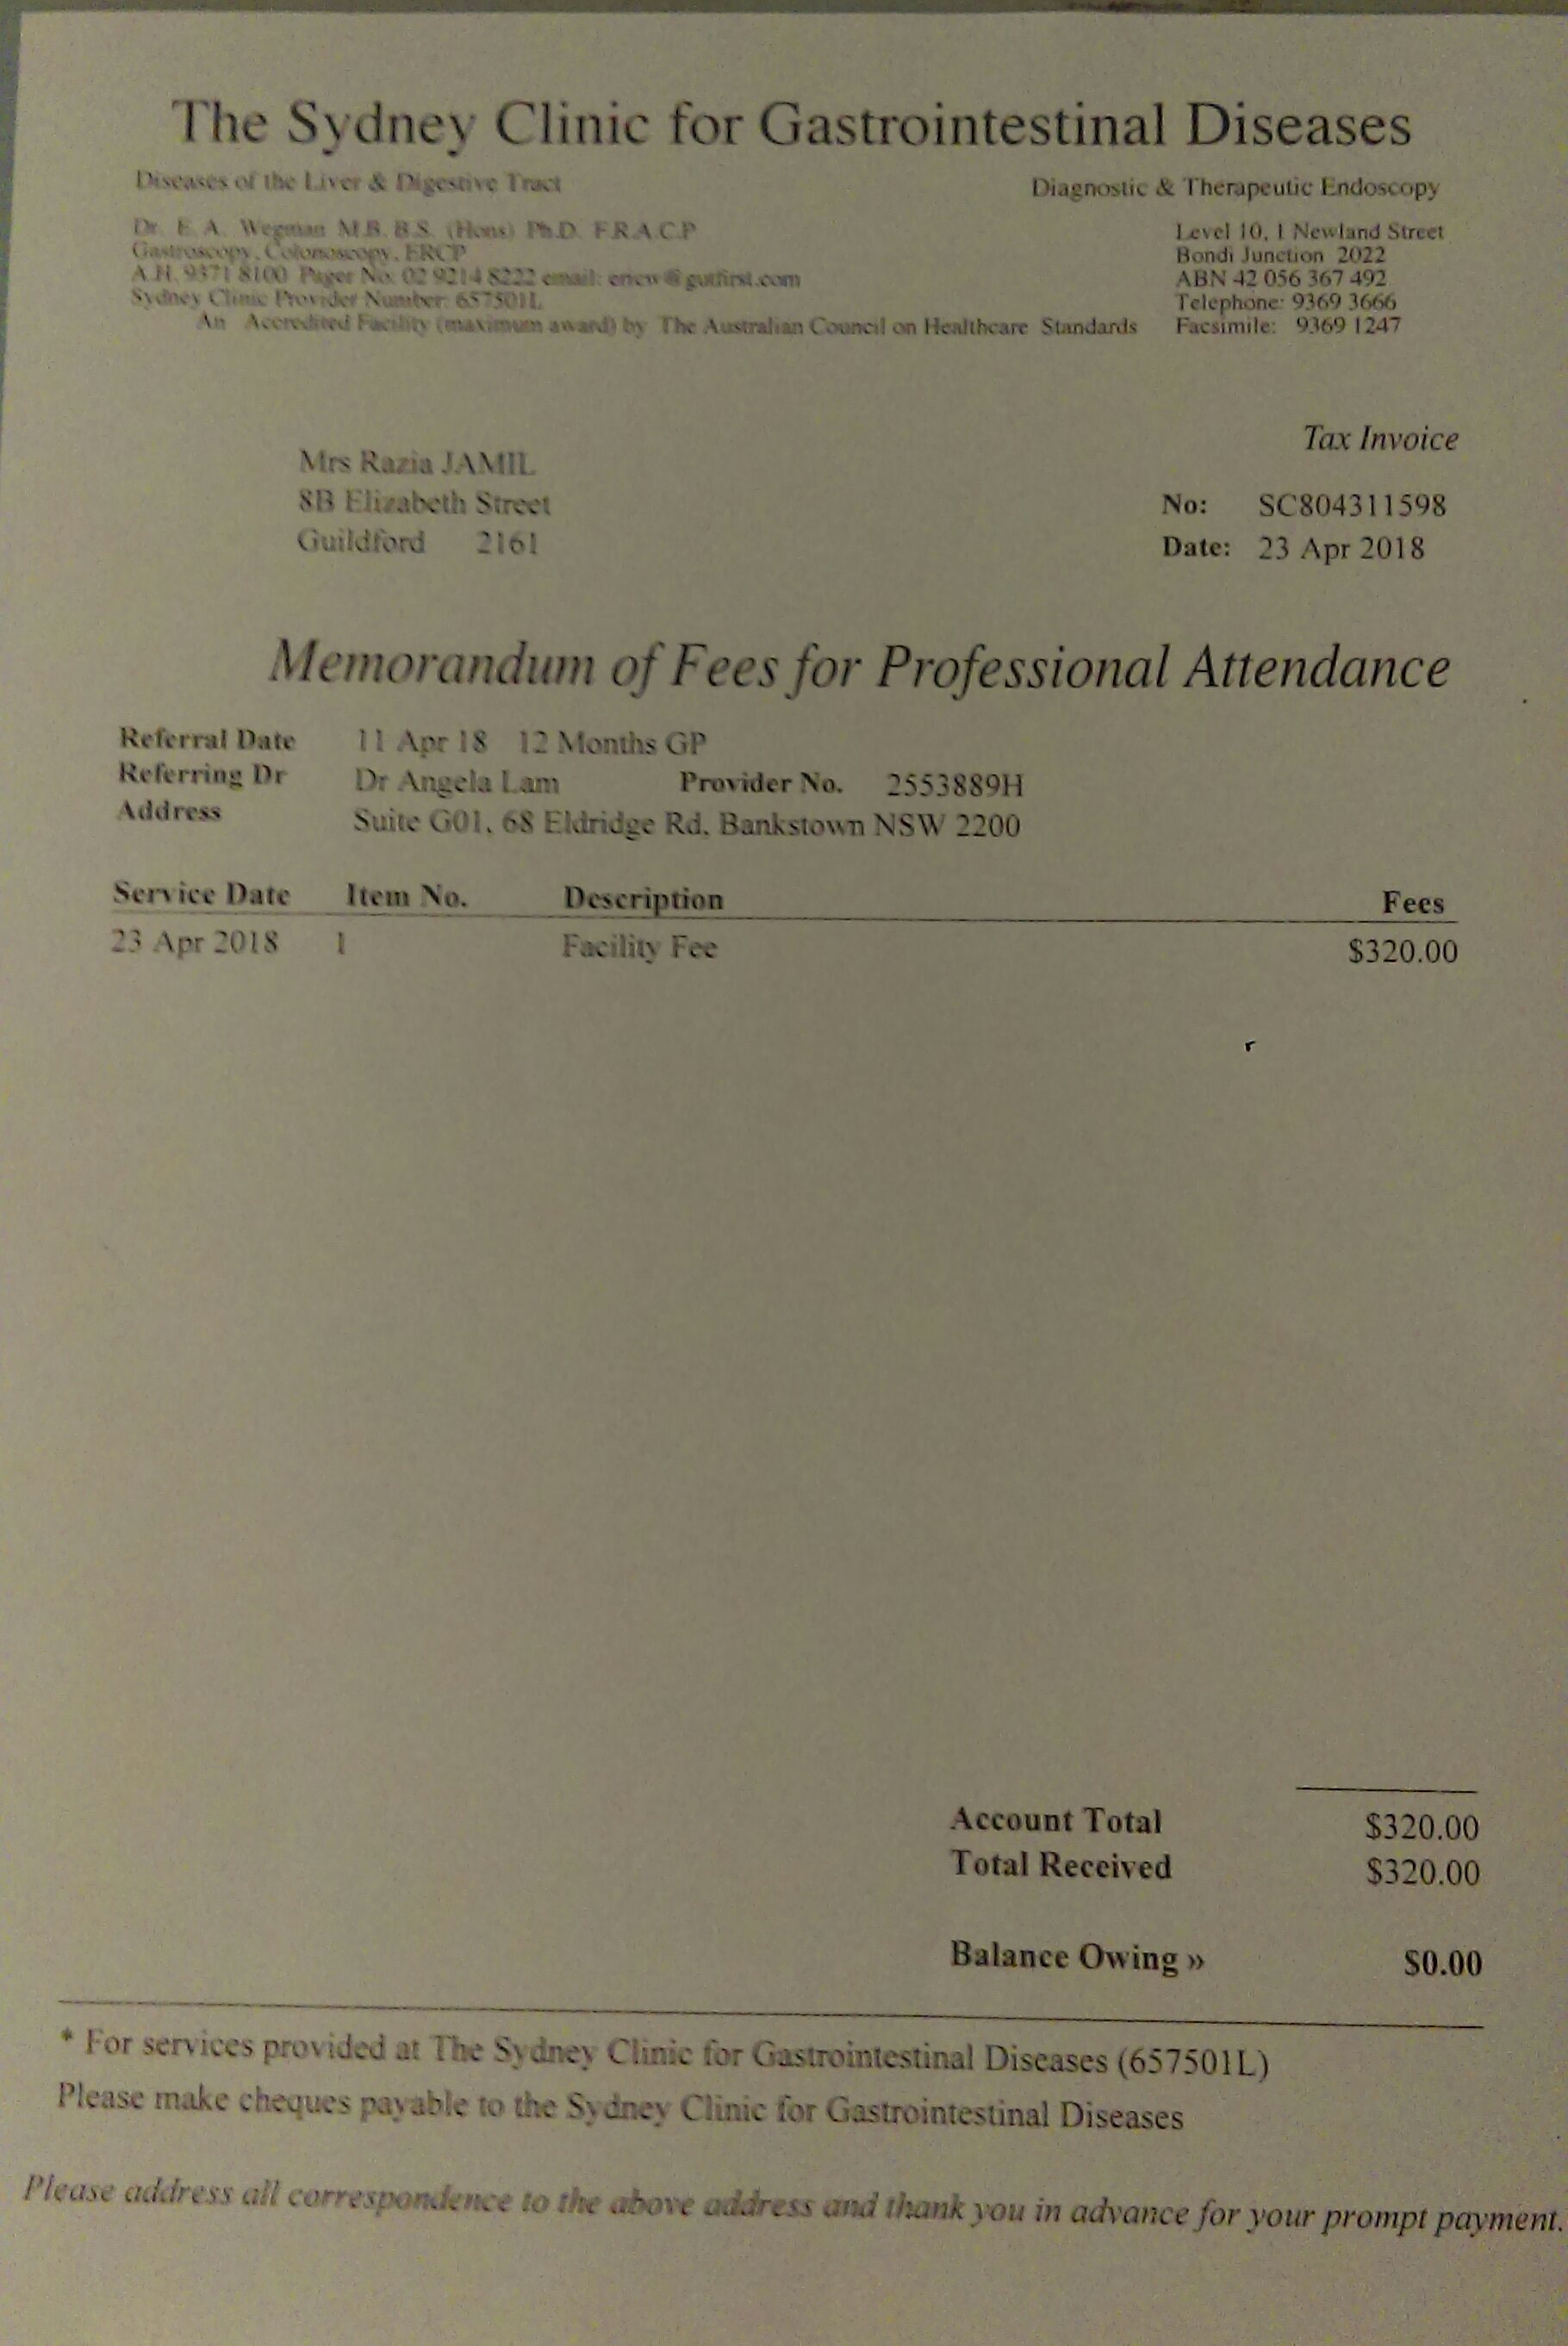 The Sydney Clinic for Gastrointestinal Diseases
Diseases of the Liver & Digestive Tract Diagnostic & Therapeutic Endoscopy
Dr. E. A. Wegman M.B. B.S. (Hons) Ph.D. F.R.A.C.P
Gastroscopy, Colonoscopy, ERCP
A.H. 9371 8100 Pager No: 02 9214 8222 email: ericw@gutfirst.com
Sydney Clinic Provider Number: 657501L
An Accredited Facility (maximum award) by The Australian Council on Healthcare Standards
Level 10, 1 Newland Street
Bondi Junction 2022
ABN 42 056 367 492
Telephone: 9369 3666
Facsimile: 9369 1247
Tax Invoice
Mrs Razia JAMIL
8B Elizabeth Street
Guildford 2161
No: SC804311598
Date: 23 Apr 2018
Memorandum of Fees for Professional Attendance
Referral Date 11 Apr 18 12 Months GP
Referring Dr Dr Angela Lam Provider No. 2553889H
Address Suite G01, 68 Eldridge Rd, Bankstown NSW 2200
Service Date Item No. Description Fees
23 Apr 2018 1 Facility Fee $320.00
Account Total $320.00
Total Received $320.00
Balance Owing » $0.00
* For services provided at The Sydney Clinic for Gastrointestinal Diseases (657501L)
Please make cheques payable to the Sydney Clinic for Gastrointestinal Diseases
Please address all correspondence to the above address and thank you in advance for your prompt payment.